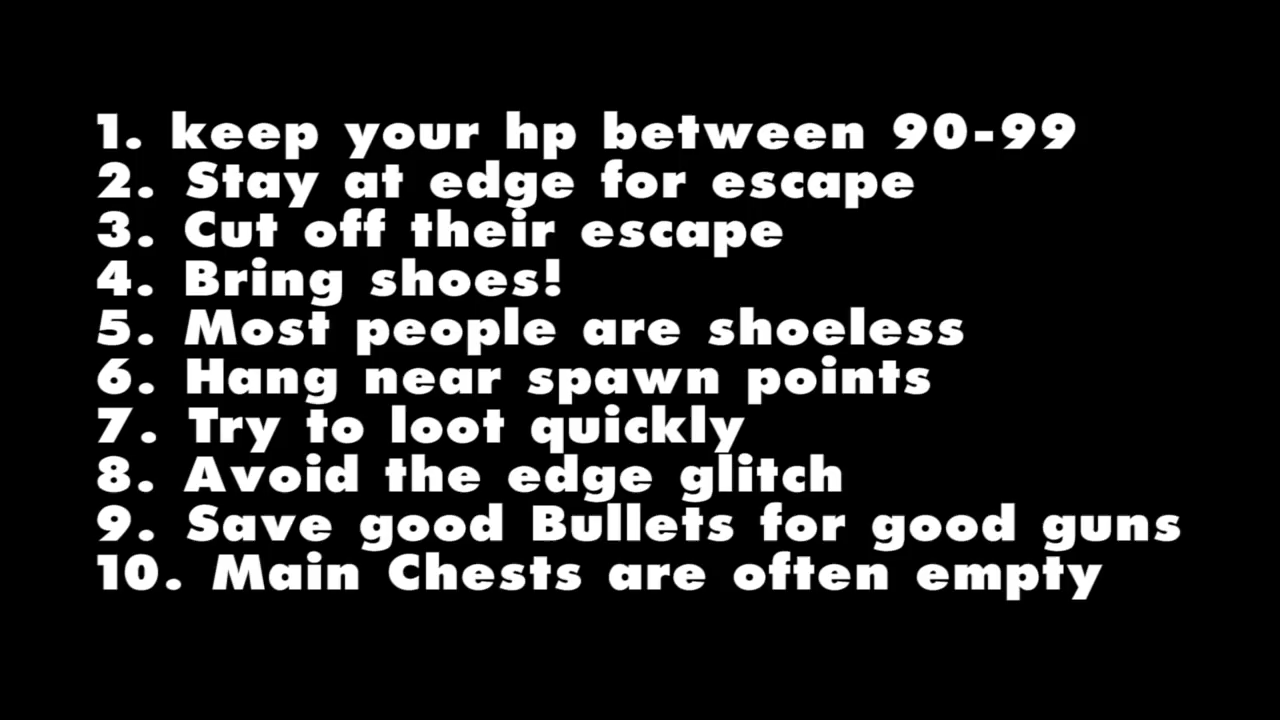 1. keep your hp between 90-99
2. Stay at edge for escape
3. Cut off their escape
4. Bring shoes!
5. Most people are shoeless
6. Hang near spawn points
7. Try to loot quickly
8. Avoid the edge glitch
9. Save good Bullets for good guns
10. Main Chests are often empty